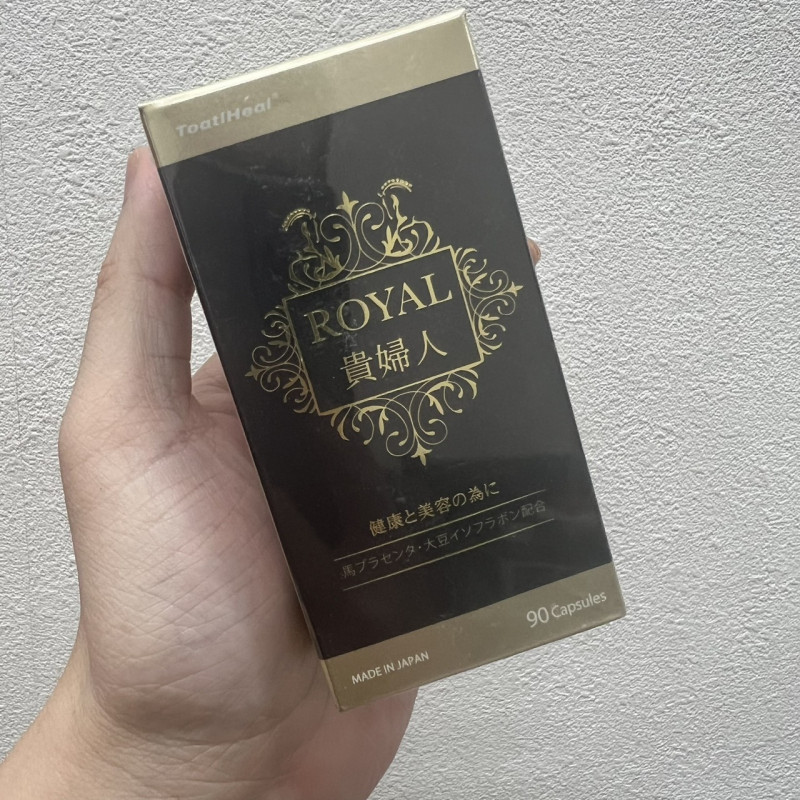 ToatlHeal®
ROYAL
貴婦人
健康と美容の為に
馬プラセンタ・大豆イソフラボン配合
90 Capsules
MADE IN JAPAN